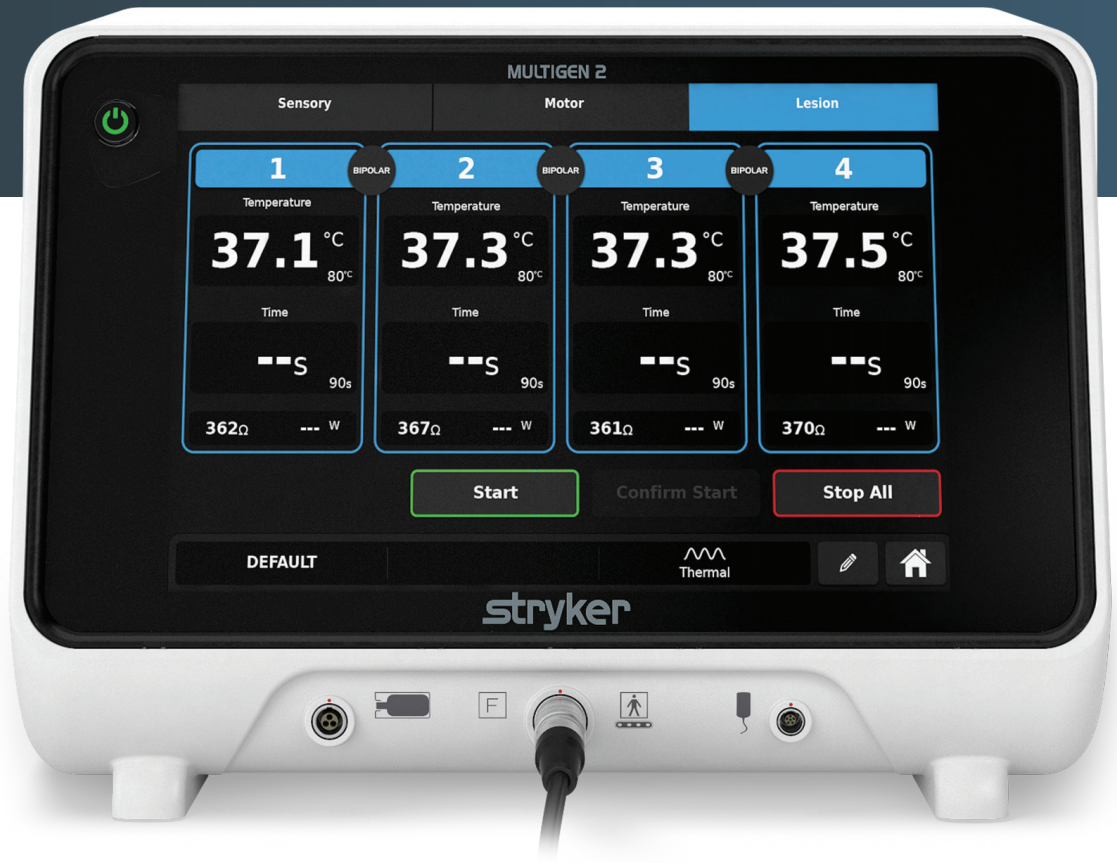 MULTIGEN 2
Sensory Motor Lesion
1 BIPOLAR 2 BIPOLAR 3 BIPOLAR 4
Temperature Temperature Temperature Temperature
37.1°C 37.3°C 37.3°C 37.5°C
80°C 80°C 80°C 80°C
Time Time Time Time
--s --s --s --s
90s 90s 90s 90s
362Ω --- W 367Ω --- W 361Ω --- W 370Ω --- W
Start Confirm Start Stop All
DEFAULT Thermal
stryker
F